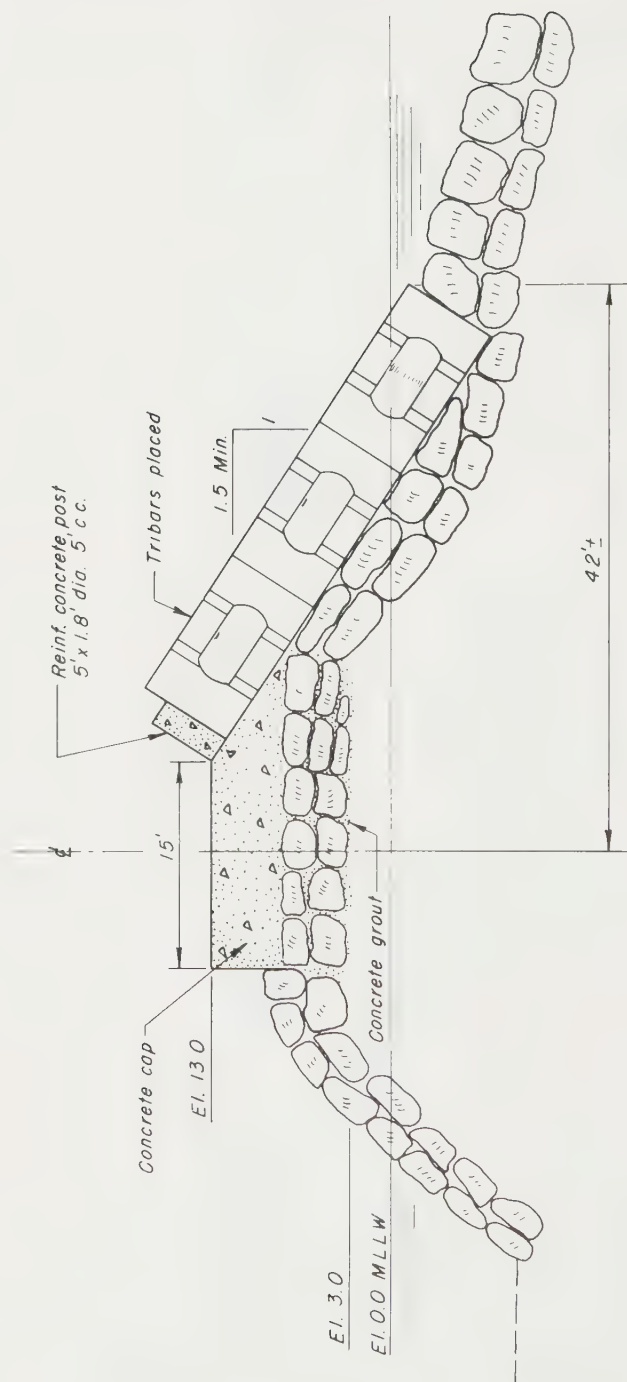 Reinf. concrete post
5' x 1.8' dia. 5' c c.
Tribars placed
1.5 Min.
1
℄
15'
Concrete cap
El. 13 0
Concrete grout
El. 3.0
El. 0.0 MLLW
42'±